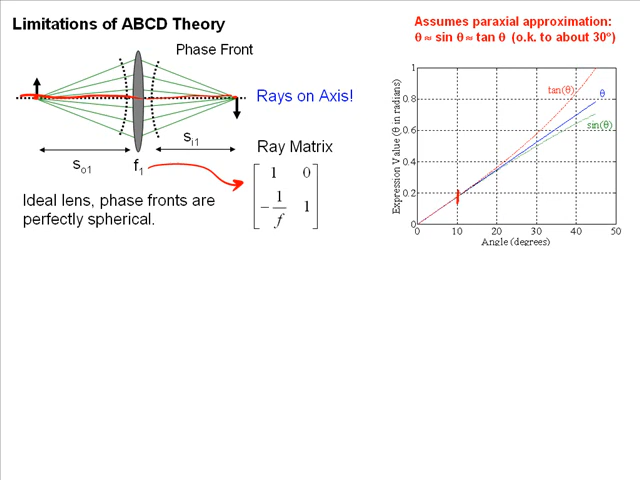 Limitations of ABCD Theory
Phase Front
Rays on Axis!
s_o1
s_i1
f_1
Ray Matrix
1 0
-1/f 1
Ideal lens, phase fronts are
perfectly spherical.
Assumes paraxial approximation:
θ ≈ sin θ ≈ tan θ (o.k. to about 30º)
Expression Value (θ in radians)
1
0.8
0.6
0.4
0.2
0
tan(θ)
θ
sin(θ)
0 10 20 30 40 50
Angle (degrees)